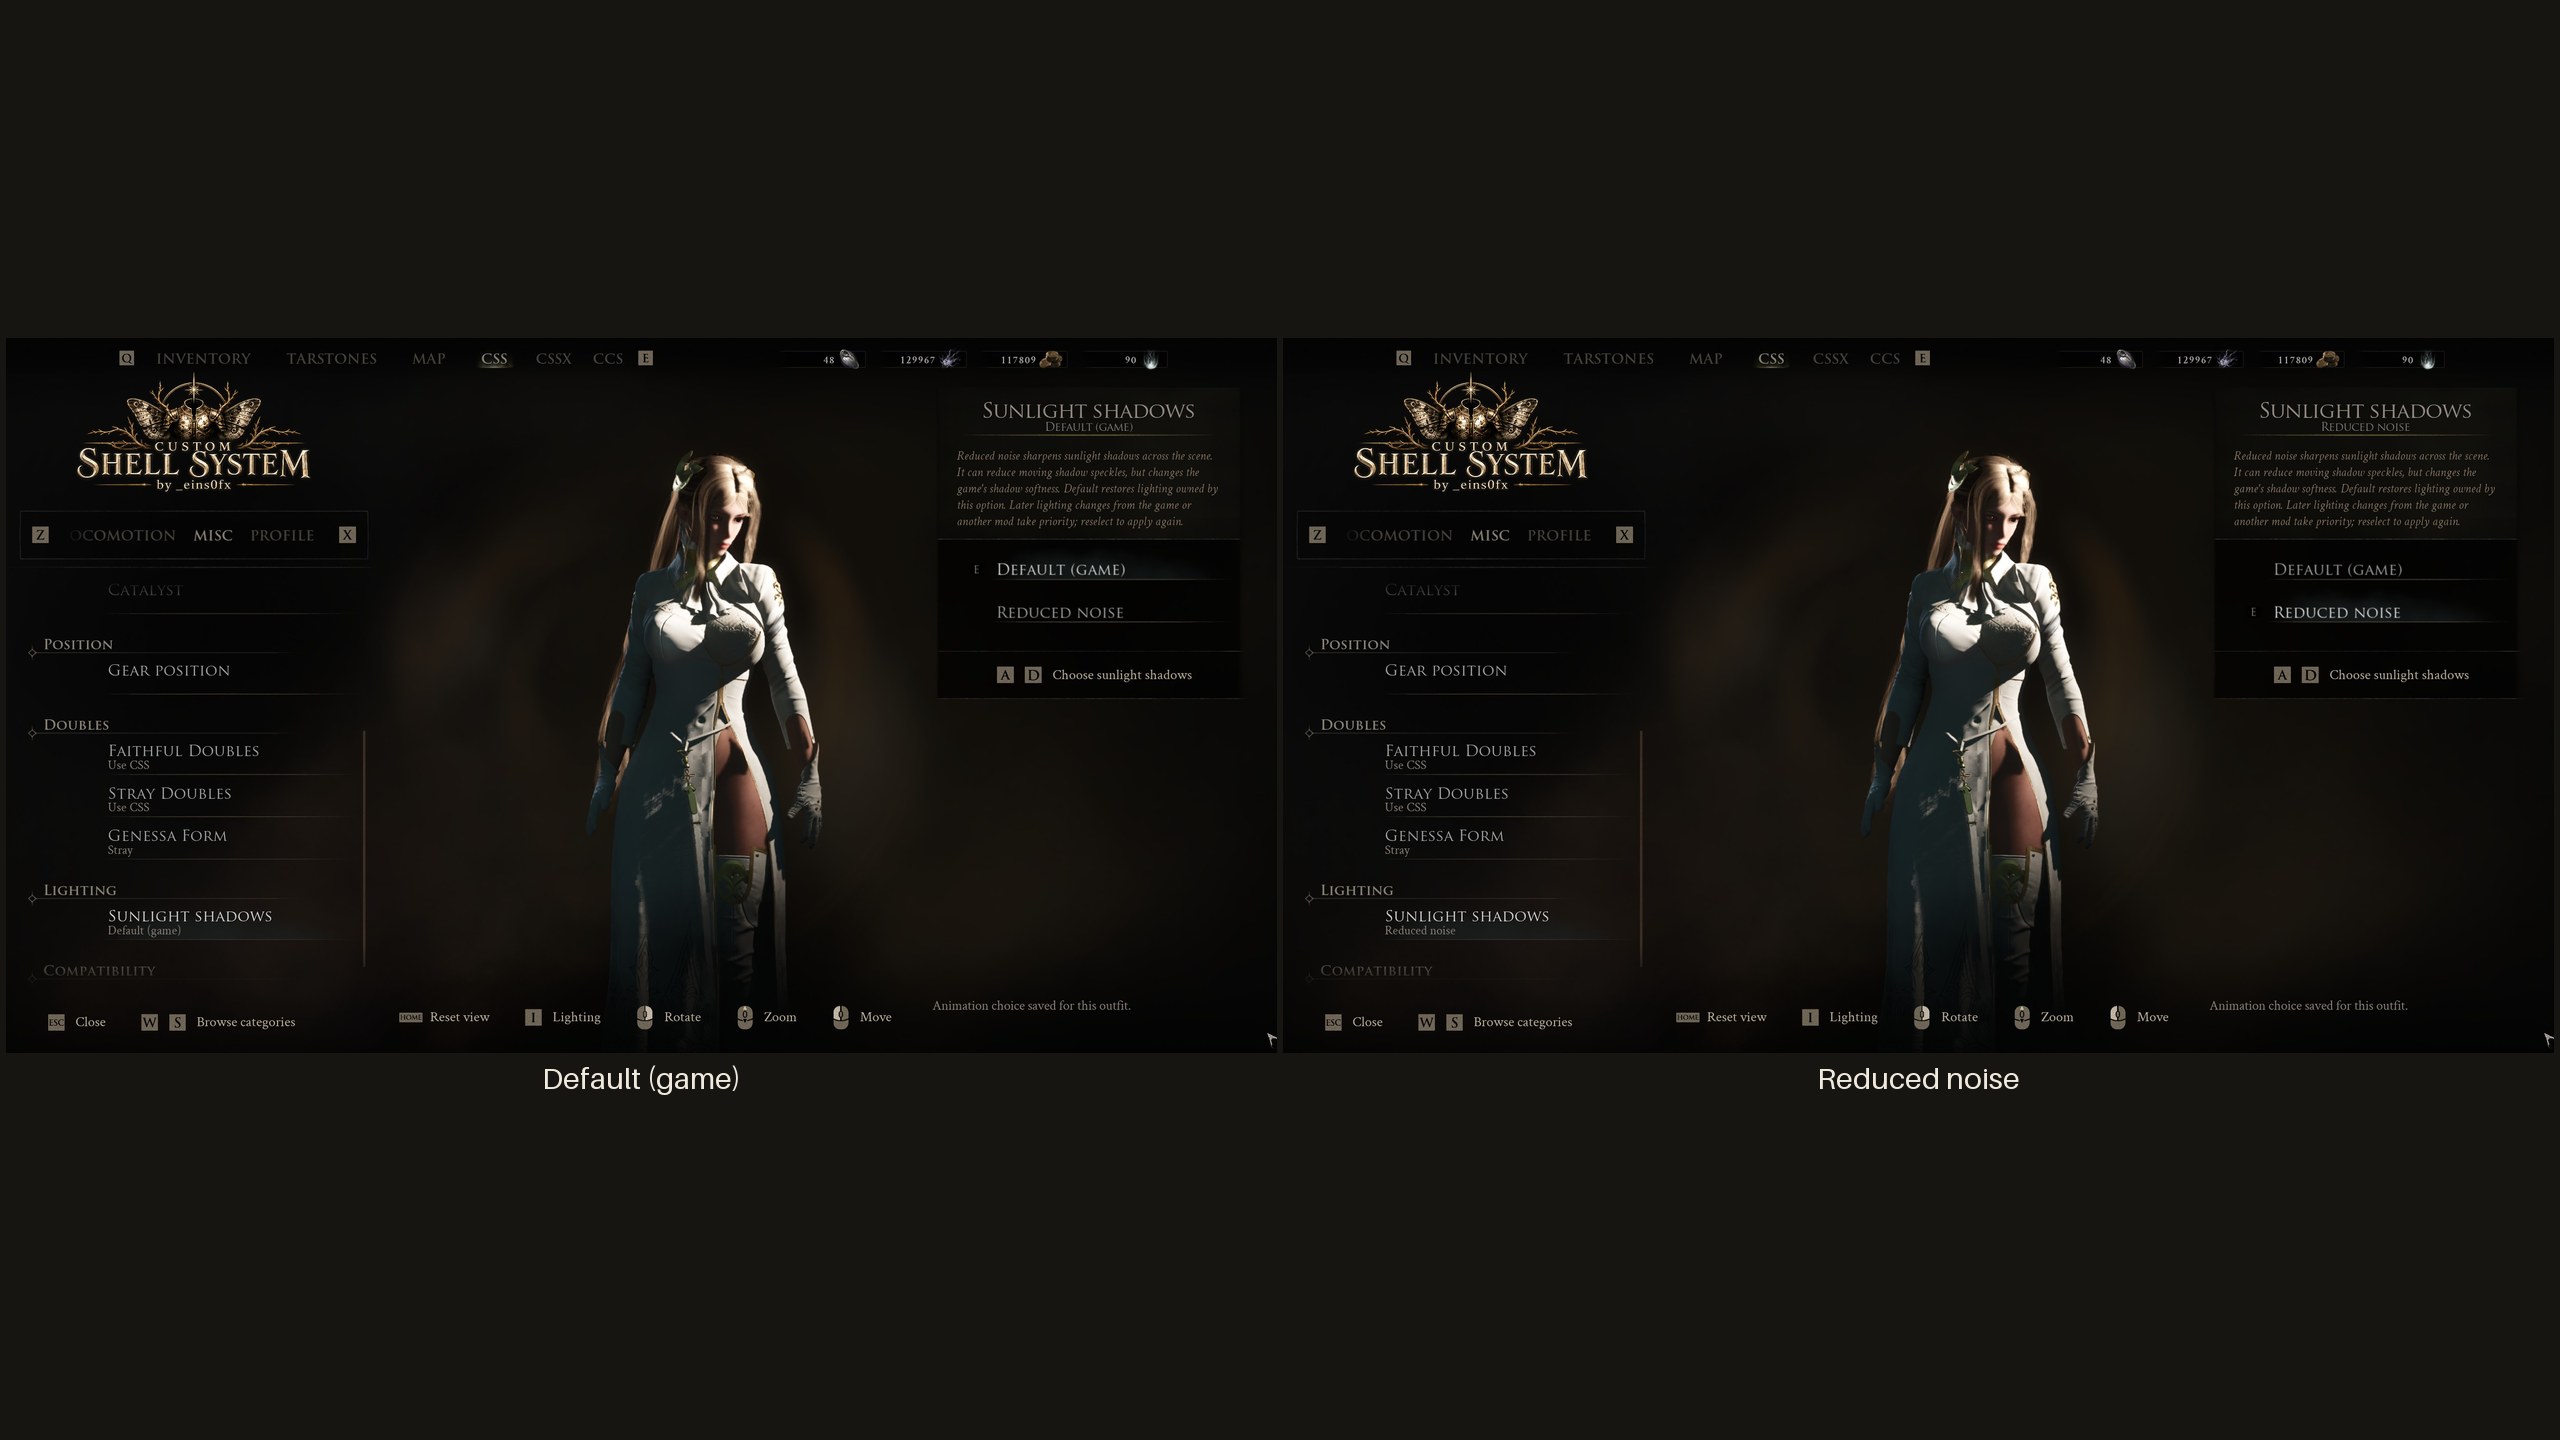 Q INVENTORY TARSTONES MAP CSS CSSX CCS E 48 129967 117809 90
CUSTOM
SHELL SYSTEM
by _eins0fx
Z OCOMOTION MISC PROFILE X
CATALYST
POSITION
GEAR POSITION
DOUBLES
FAITHFUL DOUBLES
Use CSS
STRAY DOUBLES
Use CSS
GENESSA FORM
Stray
LIGHTING
SUNLIGHT SHADOWS
Default (game)
COMPATIBILITY
ESC Close W S Browse categories
HOME Reset view I Lighting Rotate Zoom Move
SUNLIGHT SHADOWS
DEFAULT (GAME)
Reduced noise sharpens sunlight shadows across the scene.
It can reduce moving shadow speckles, but changes the
game's shadow softness. Default restores lighting owned by
this option. Later lighting changes from the game or
another mod take priority; reselect to apply again.
E DEFAULT (GAME)
REDUCED NOISE
A D Choose sunlight shadows
Animation choice saved for this outfit.
Default (game)
Q INVENTORY TARSTONES MAP CSS CSSX CCS E 48 129967 117809 90
CUSTOM
SHELL SYSTEM
by _eins0fx
Z OCOMOTION MISC PROFILE X
CATALYST
POSITION
GEAR POSITION
DOUBLES
FAITHFUL DOUBLES
Use CSS
STRAY DOUBLES
Use CSS
GENESSA FORM
Stray
LIGHTING
SUNLIGHT SHADOWS
Reduced noise
COMPATIBILITY
ESC Close W S Browse categories
HOME Reset view I Lighting Rotate Zoom Move
SUNLIGHT SHADOWS
REDUCED NOISE
Reduced noise sharpens sunlight shadows across the scene.
It can reduce moving shadow speckles, but changes the
game's shadow softness. Default restores lighting owned by
this option. Later lighting changes from the game or
another mod take priority; reselect to apply again.
DEFAULT (GAME)
E REDUCED NOISE
A D Choose sunlight shadows
Animation choice saved for this outfit.
Reduced noise